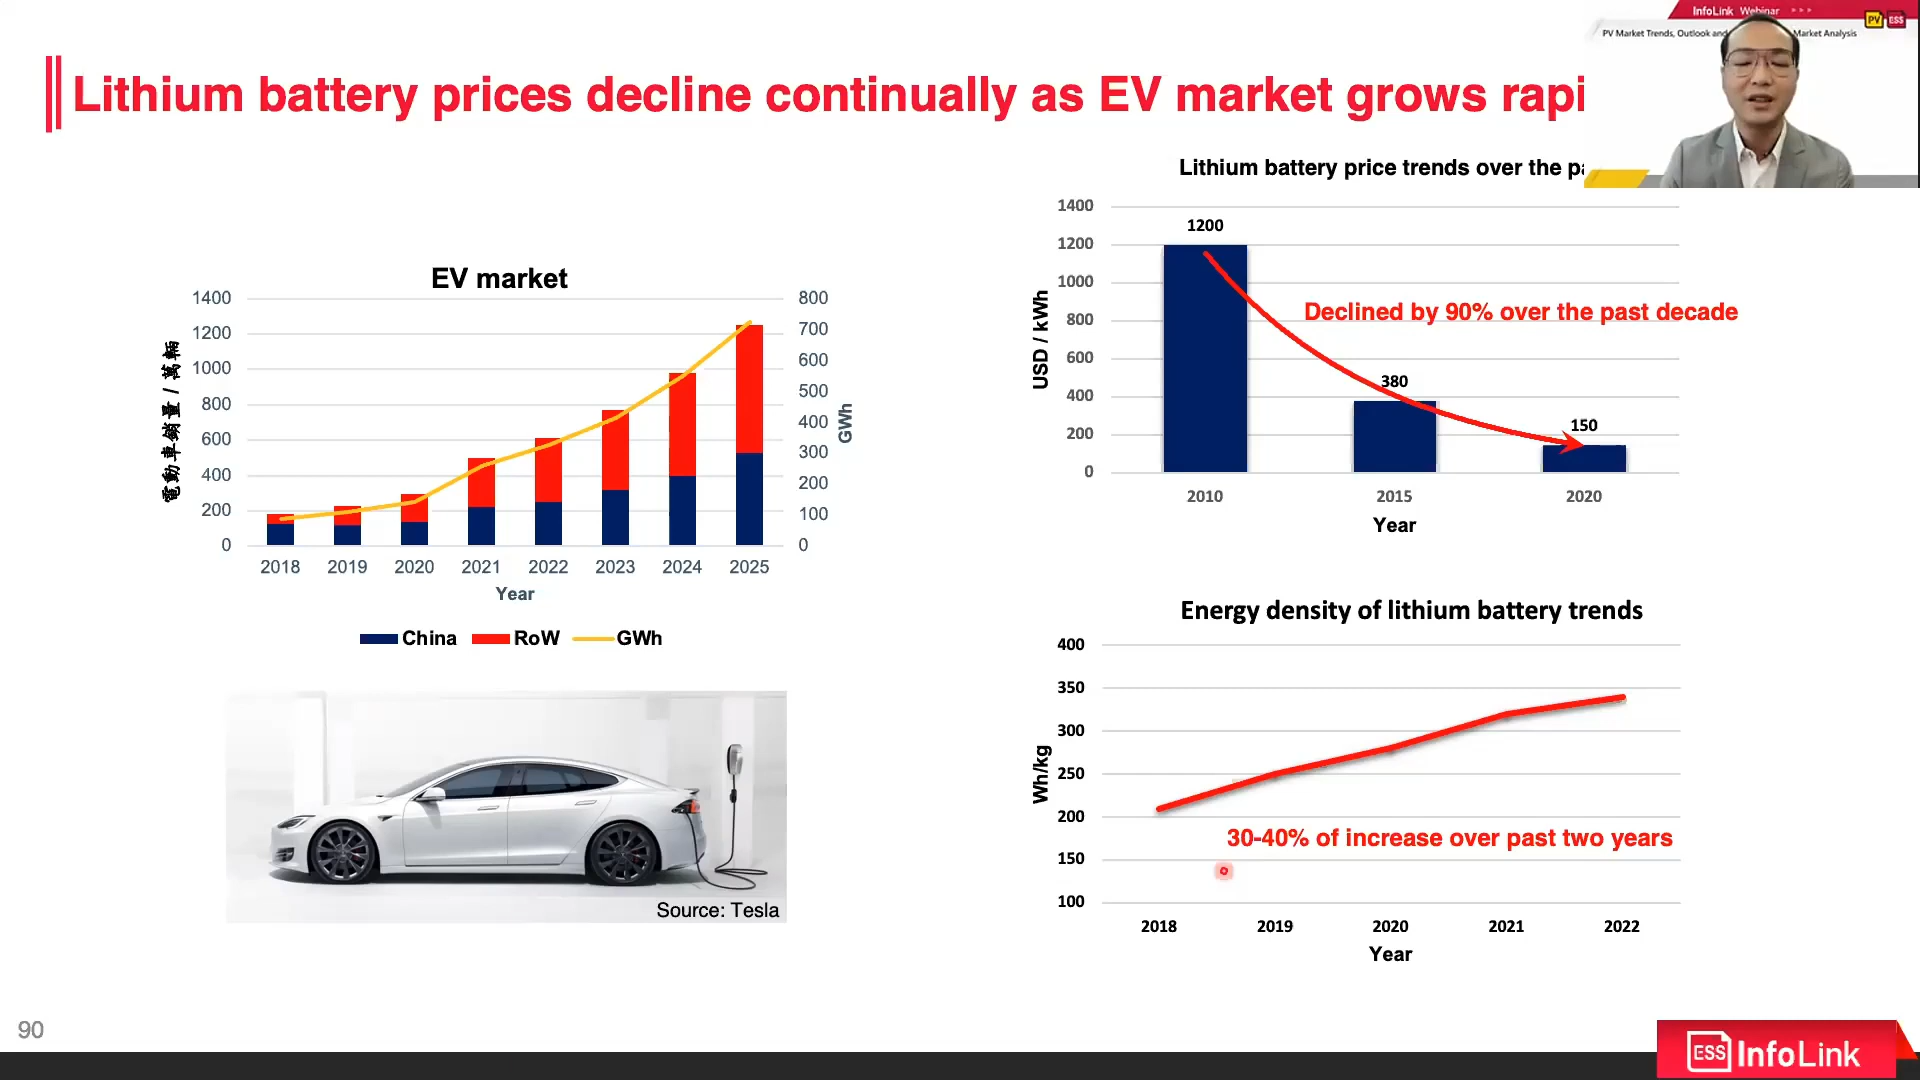 InfoLink Webinar > > >
PV ESS
PV Market Trends, Outlook and
Market Analysis
Lithium battery prices decline continually as EV market grows rapi
EV market
1400
1200
1000
800
600
400
200
0
電動車銷量 / 萬輛
800
700
600
500
400
300
200
100
0
GWh
2018 2019 2020 2021 2022 2023 2024 2025
Year
China RoW GWh
Source: Tesla
Lithium battery price trends over the pa
1400
1200
1000
800
600
400
200
0
USD / kWh
1200
380
150
Declined by 90% over the past decade
2010 2015 2020
Year
Energy density of lithium battery trends
400
350
300
250
200
150
100
Wh/kg
30-40% of increase over past two years
2018 2019 2020 2021 2022
Year
90
ESS InfoLink